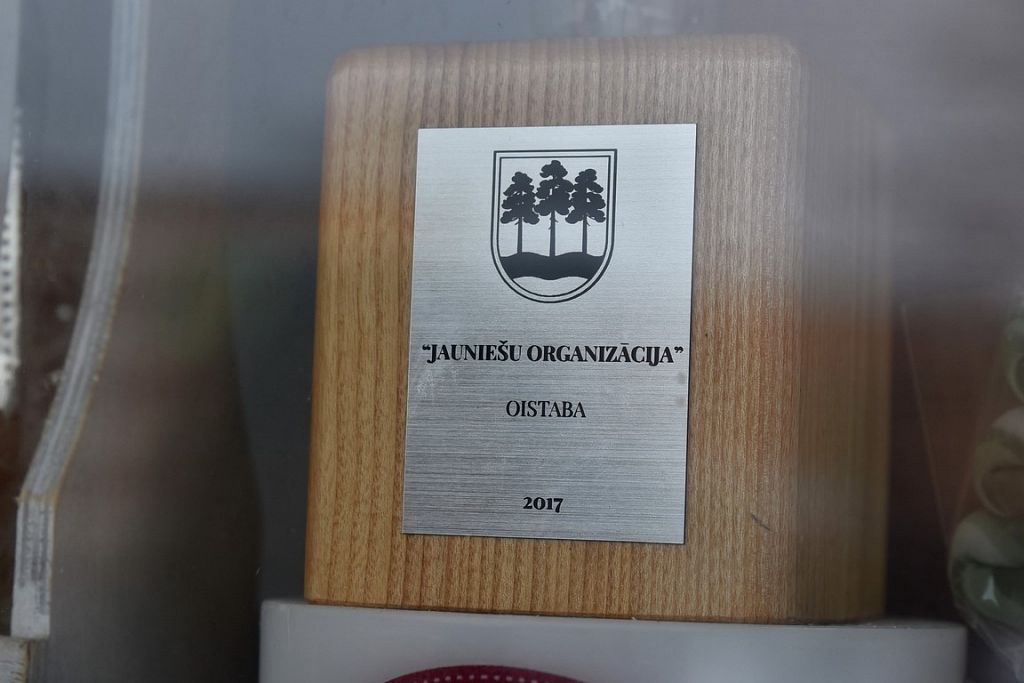 “JAUNIEŠU ORGANIZĀCIJA”
OISTABA
2017